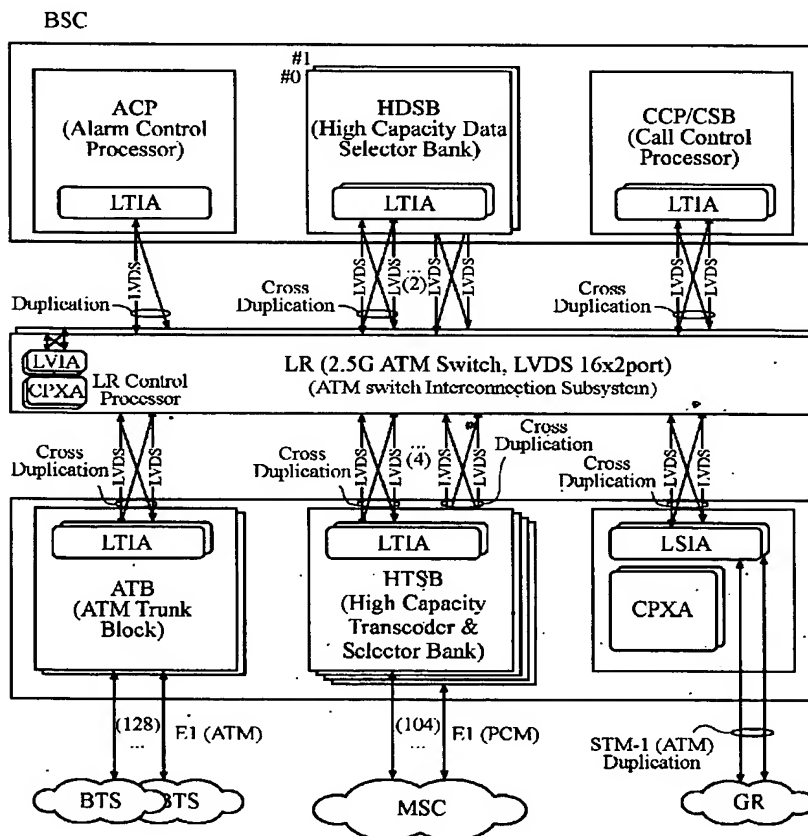 BSC
#1
#0
ACP
(Alarm Control
Processor)
LTIA
HDSB
(High Capacity Data
Selector Bank)
LTIA
CCP/CSB
(Call Control
Processor)
LTIA
LVDS
LVDS
LVDS
...
(2)
LVDS
LVDS
LVDS
LVDS
Duplication
Cross
Duplication
Cross
Duplication
LVIA
CPXA
LR Control
Processor
LR (2.5G ATM Switch, LVDS 16x2port)
(ATM switch Interconnection Subsystem)
Cross
Duplication
LVDS
LVDS
Cross
Duplication
LVDS
LVDS
...
(4)
LVDS
LVDS
Cross
Duplication
Cross
Duplication
LVDS
LVDS
LTIA
ATB
(ATM Trunk
Block)
LTIA
HTSB
(High Capacity
Transcoder &
Selector Bank)
LSIA
CPXA
(128)
...
E1 (ATM)
(104)
...
E1 (PCM)
STM-1 (ATM)
Duplication
BTS
BTS
MSC
GR